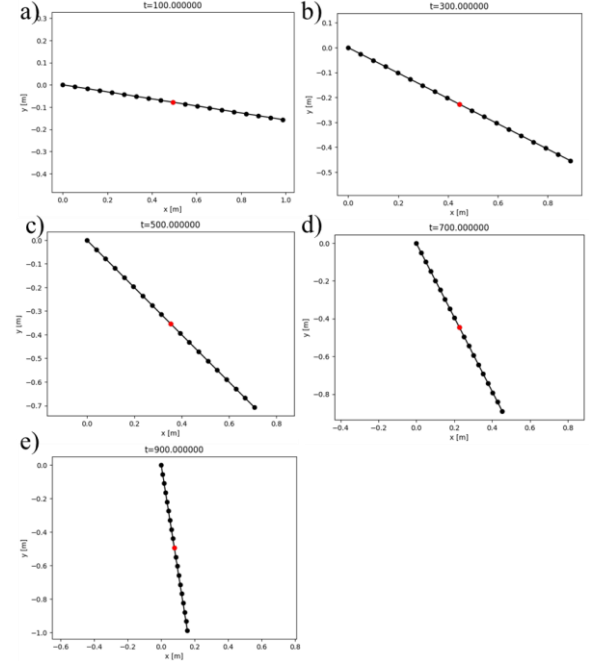 a)
t=100.000000
0.3
0.2
0.1
0.0
−0.1
−0.2
−0.3
−0.4
y [m]
0.0 0.2 0.4 0.6 0.8 1.0
x [m]
b)
t=300.000000
0.1
0.0
−0.1
−0.2
−0.3
−0.4
−0.5
y [m]
0.0 0.2 0.4 0.6 0.8
x [m]
c)
t=500.000000
0.0
−0.1
−0.2
−0.3
−0.4
−0.5
−0.6
−0.7
y [m]
0.0 0.2 0.4 0.6 0.8
x [m]
d)
t=700.000000
0.0
−0.2
−0.4
−0.6
−0.8
y [m]
−0.4 −0.2 0.0 0.2 0.4 0.6 0.8
x [m]
e)
t=900.000000
0.0
−0.2
−0.4
−0.6
−0.8
−1.0
y [m]
−0.6 −0.4 −0.2 0.0 0.2 0.4 0.6 0.8
x [m]